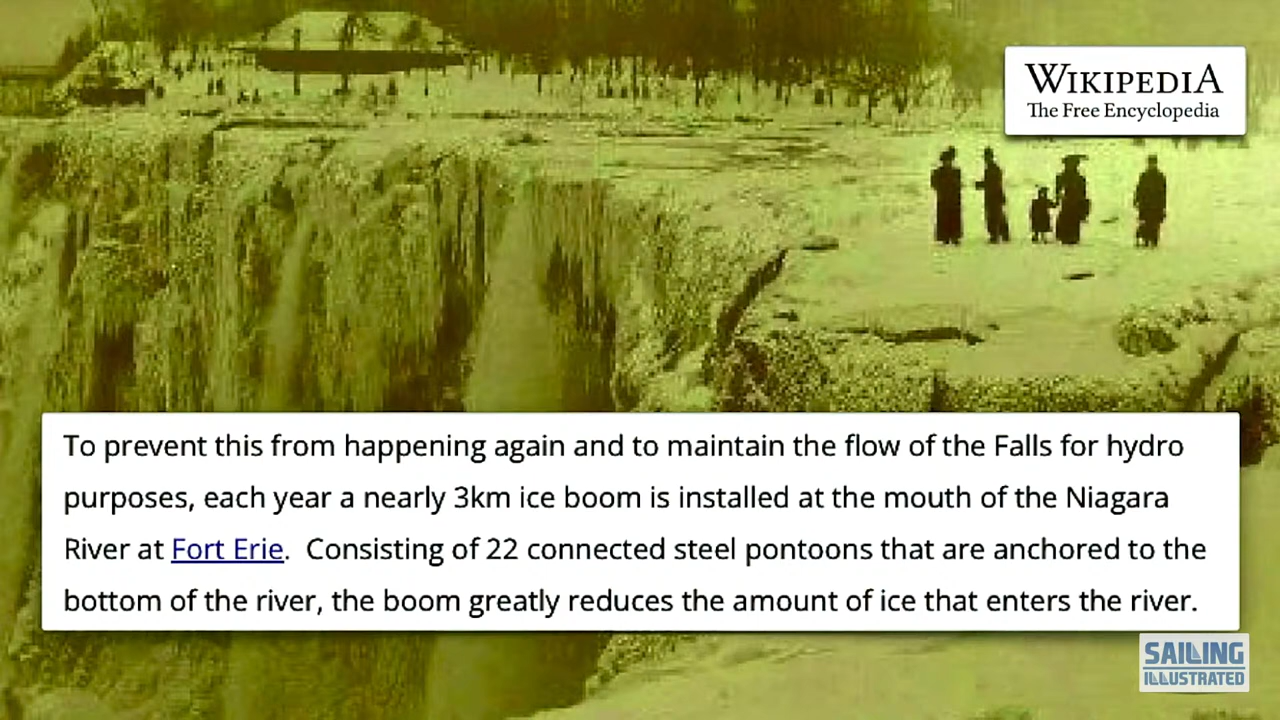 WIKIPEDIA
The Free Encyclopedia
To prevent this from happening again and to maintain the flow of the Falls for hydro
purposes, each year a nearly 3km ice boom is installed at the mouth of the Niagara
River at Fort Erie.  Consisting of 22 connected steel pontoons that are anchored to the
bottom of the river, the boom greatly reduces the amount of ice that enters the river.
SAILING
ILLUSTRATED